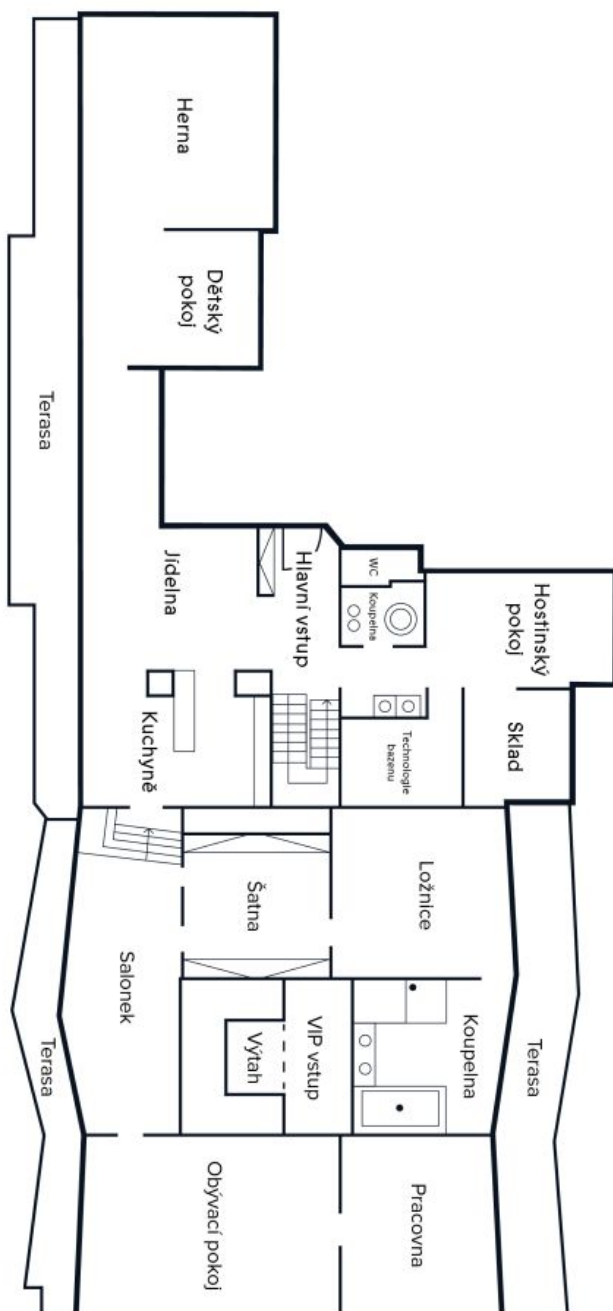 Herna
Dětský
pokoj
Terasa
Jídelna
Hlavní vstup
WC
Koupelna
Hostinský
pokoj
Kuchyně
Technologie
bazenu
Sklad
Šatna
Ložnice
Salonek
Terasa
Výtah
VIP vstup
Koupelna
Terasa
Obývací pokoj
Pracovna